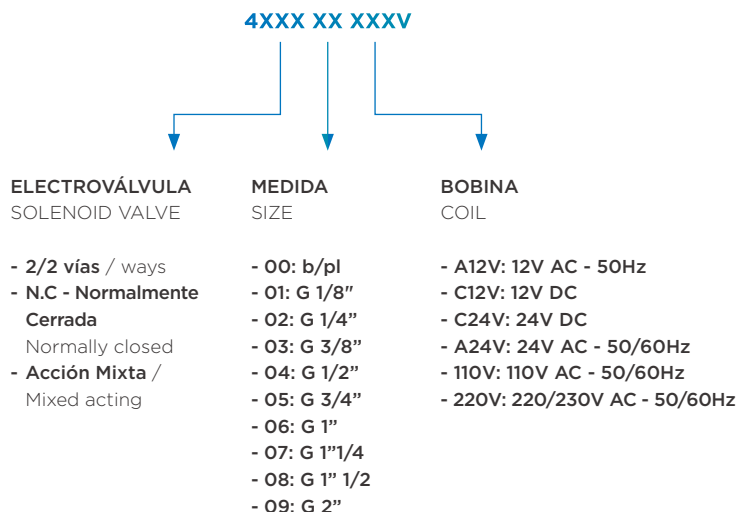 4XXX XX XXXV
ELECTROVÁLVULA
SOLENOID VALVE
- 2/2 vías / ways
- N.C - Normalmente
Cerrada
Normally closed
- Acción Mixta /
Mixed acting
MEDIDA
SIZE
- 00: b/pl
- 01: G 1/8"
- 02: G 1/4”
- 03: G 3/8”
- 04: G 1/2”
- 05: G 3/4”
- 06: G 1”
- 07: G 1”1/4
- 08: G 1” 1/2
- 09: G 2”
BOBINA
COIL
- A12V: 12V AC - 50Hz
- C12V: 12V DC
- C24V: 24V DC
- A24V: 24V AC - 50/60Hz
- 110V: 110V AC - 50/60Hz
- 220V: 220/230V AC - 50/60Hz